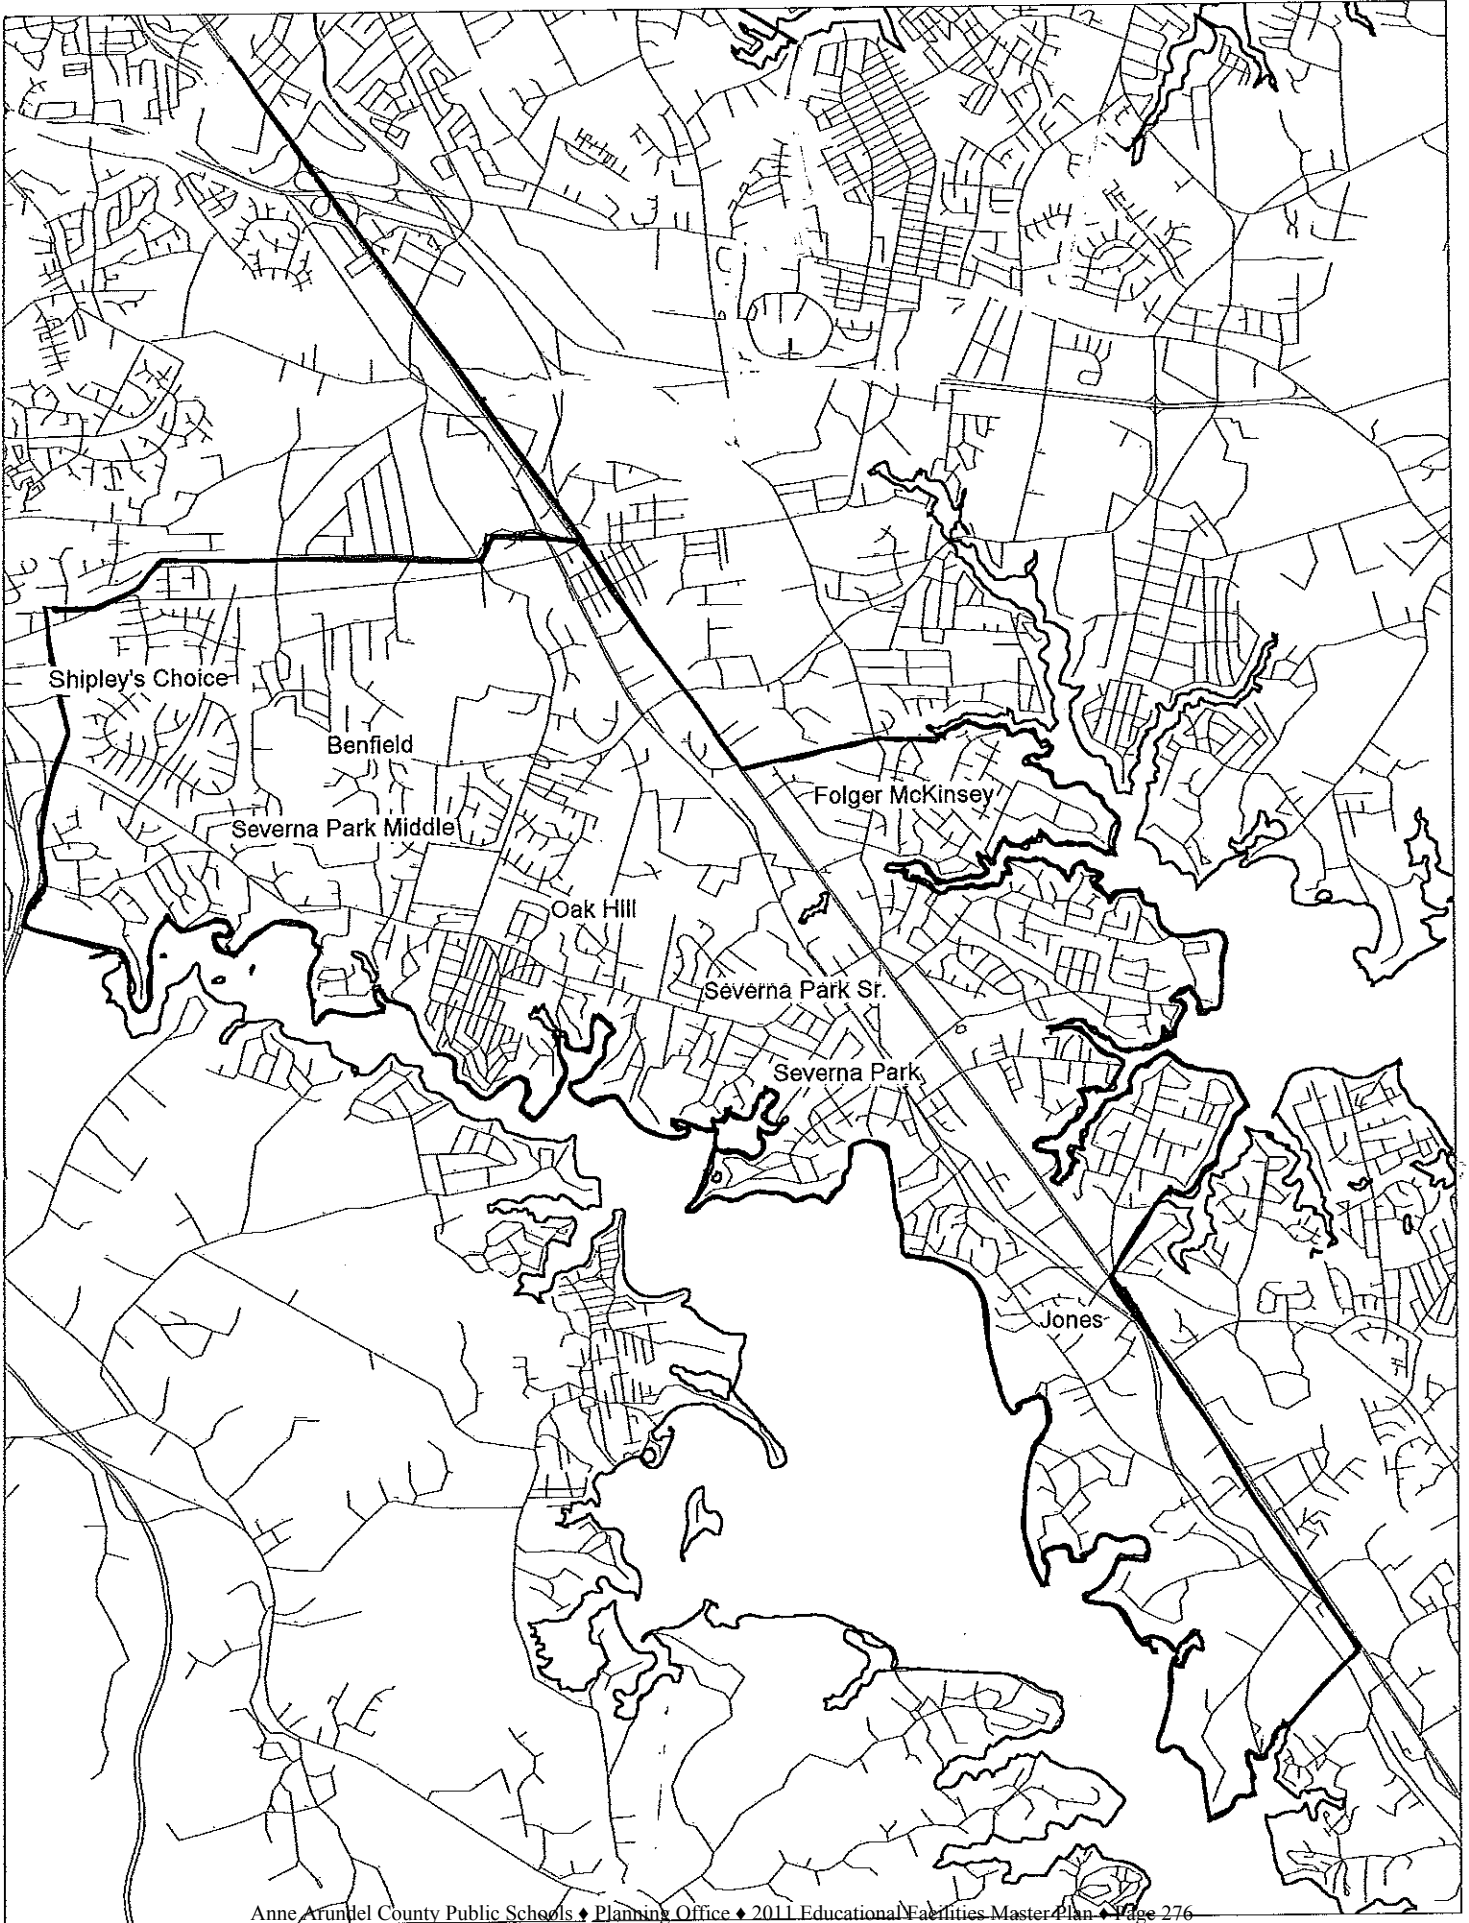 Shipley's Choice
Benfield
Folger McKinsey
Severna Park Middle
Oak Hill
Severna Park Sr.
Severna Park
Jones
Anne Arundel County Public Schools ♦ Planning Office ♦ 2011 Educational Facilities Master Plan ♦ Page 276